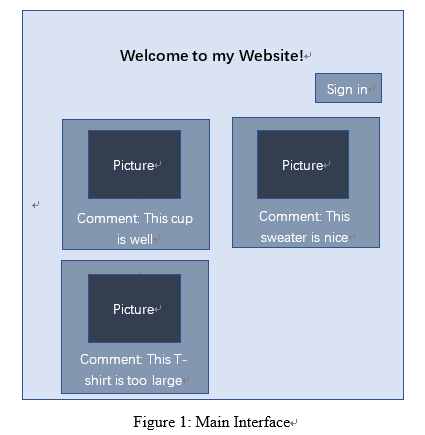 Welcome to my Website!
Sign in
Picture
Comment: This cup
is well
Picture
Comment: This
sweater is nice
Picture
Comment: This T-
shirt is too large
Figure 1: Main Interface